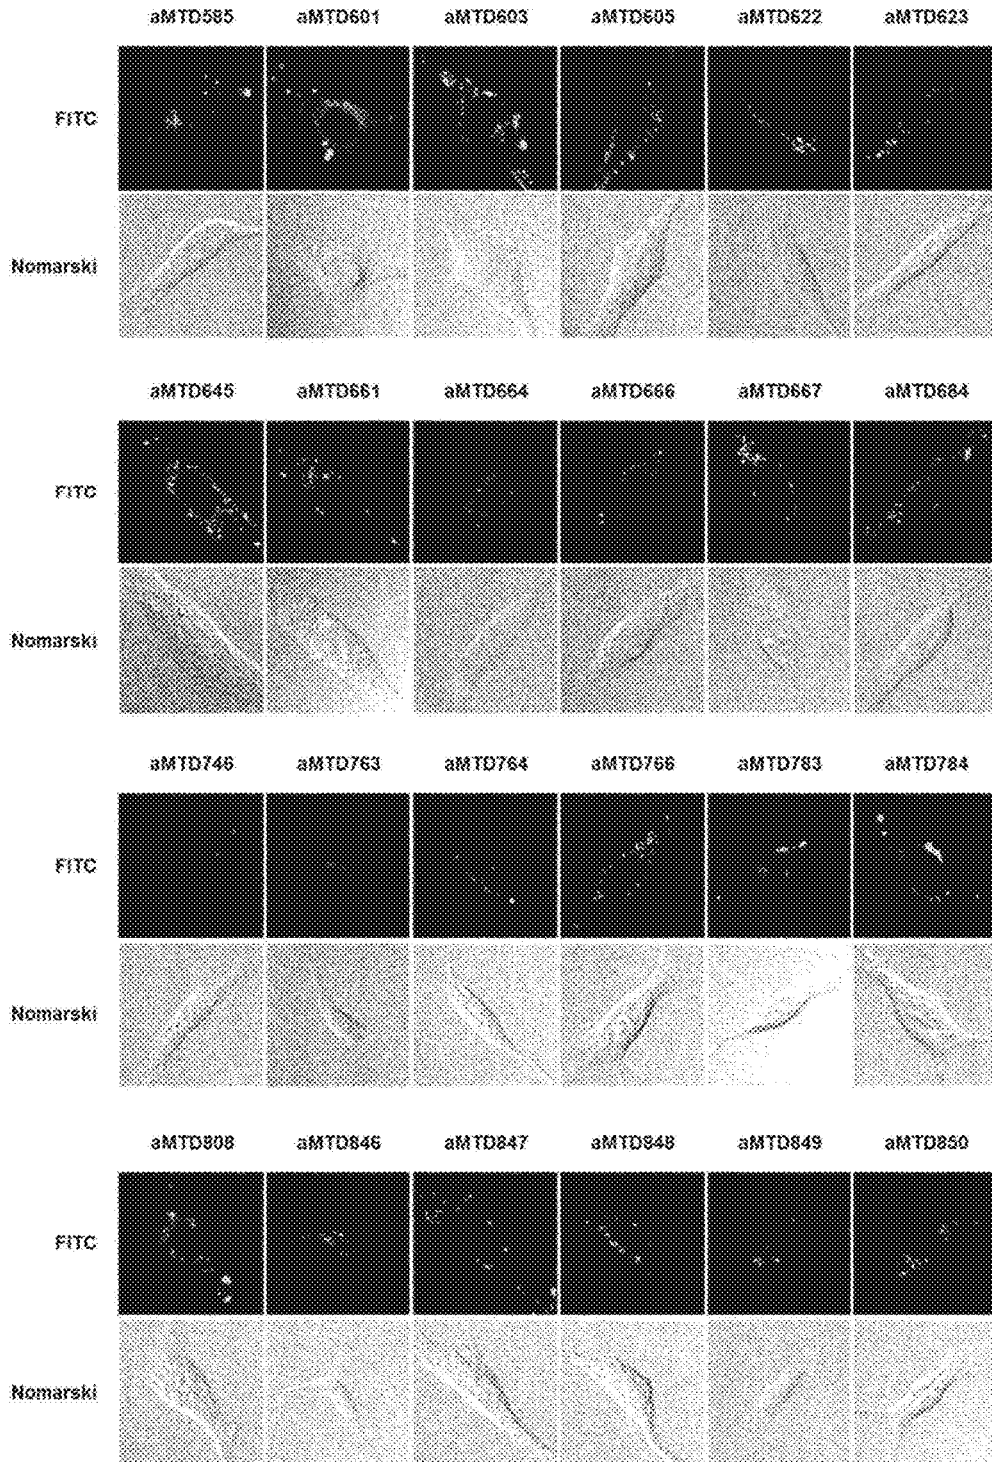 aMTD585 aMTD601 aMTD603 aMTD605 aMTD622 aMTD623
FITC
Nomarski
aMTD645 aMTD661 aMTD664 aMTD666 aMTD667 aMTD684
FITC
Nomarski
aMTD746 aMTD763 aMTD764 aMTD766 aMTD783 aMTD784
FITC
Nomarski
aMTD808 aMTD846 aMTD847 aMTD848 aMTD849 aMTD850
FITC
Nomarski